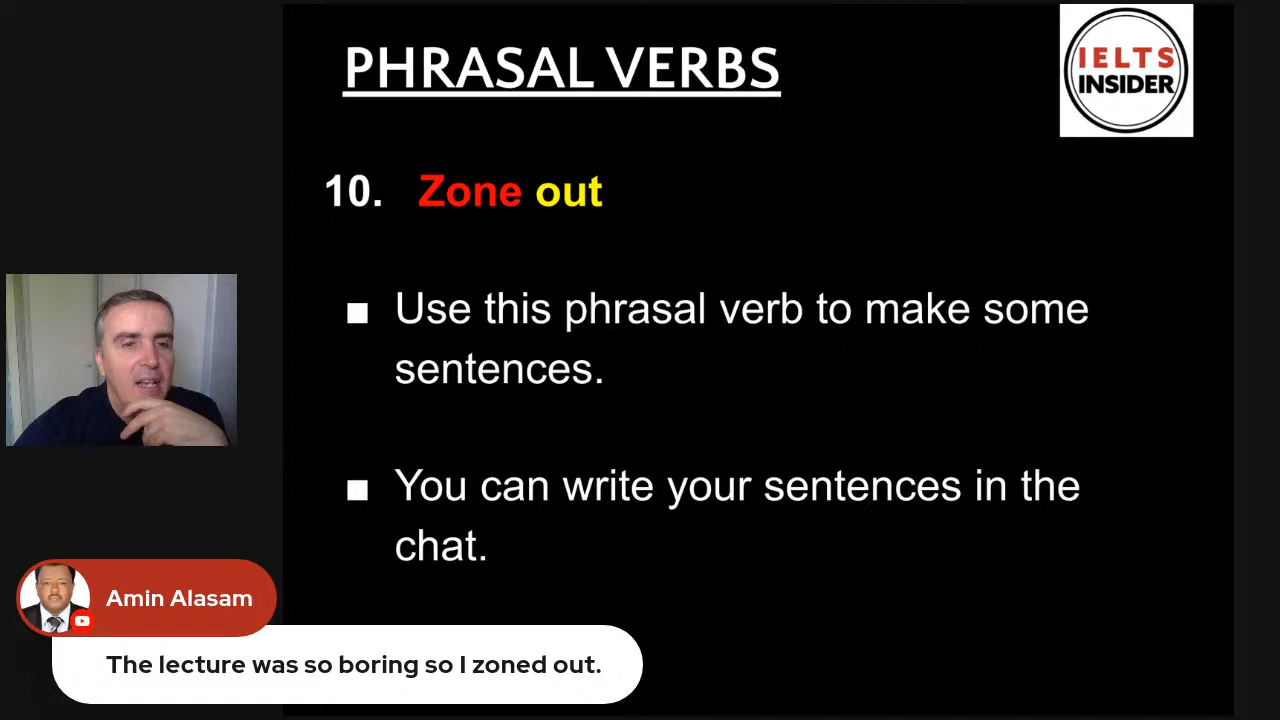 PHRASAL VERBS
IELTS
INSIDER
10. Zone out
■ Use this phrasal verb to make some
sentences.
■ You can write your sentences in the
chat.
Amin Alasam
The lecture was so boring so I zoned out.